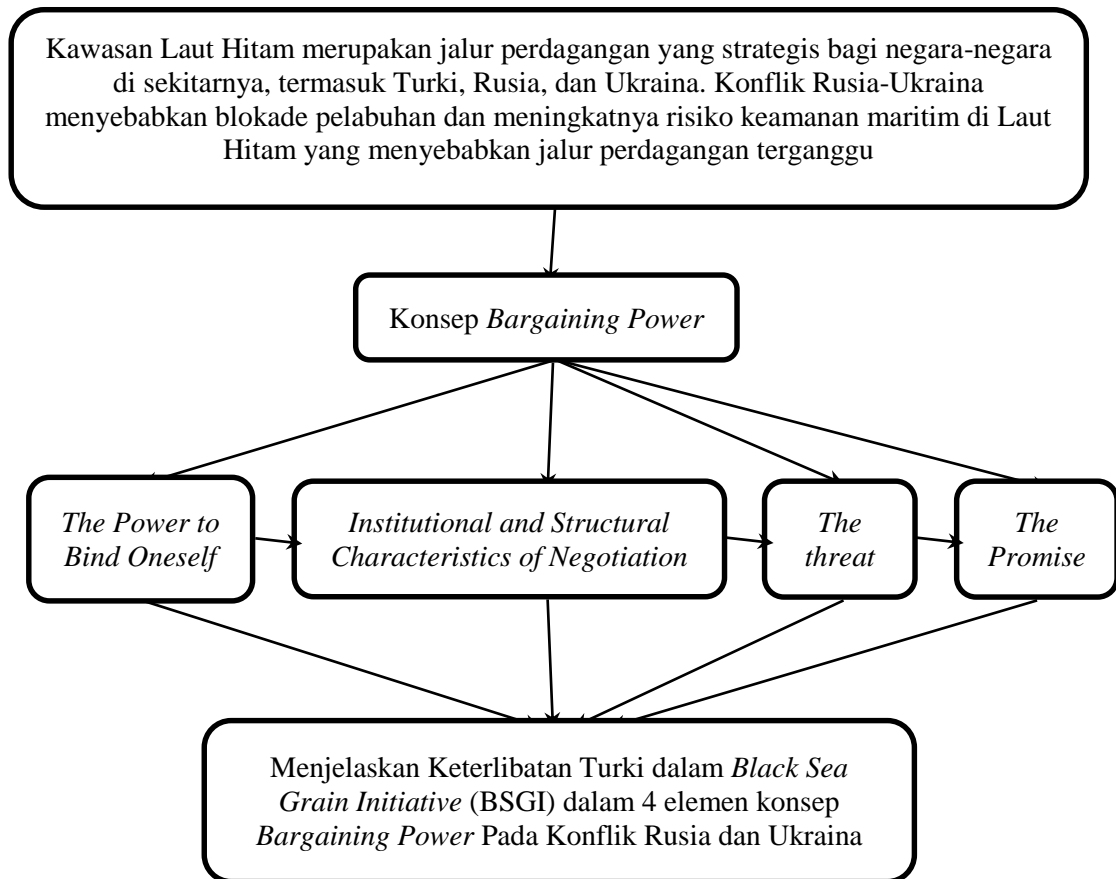 Kawasan Laut Hitam merupakan jalur perdagangan yang strategis bagi negara-negara
di sekitarnya, termasuk Turki, Rusia, dan Ukraina. Konflik Rusia-Ukraina
menyebabkan blokade pelabuhan dan meningkatnya risiko keamanan maritim di Laut
Hitam yang menyebabkan jalur perdagangan terganggu
Konsep Bargaining Power
The Power to
Bind Oneself
Institutional and Structural
Characteristics of Negotiation
The
threat
The
Promise
Menjelaskan Keterlibatan Turki dalam Black Sea
Grain Initiative (BSGI) dalam 4 elemen konsep
Bargaining Power Pada Konflik Rusia dan Ukraina